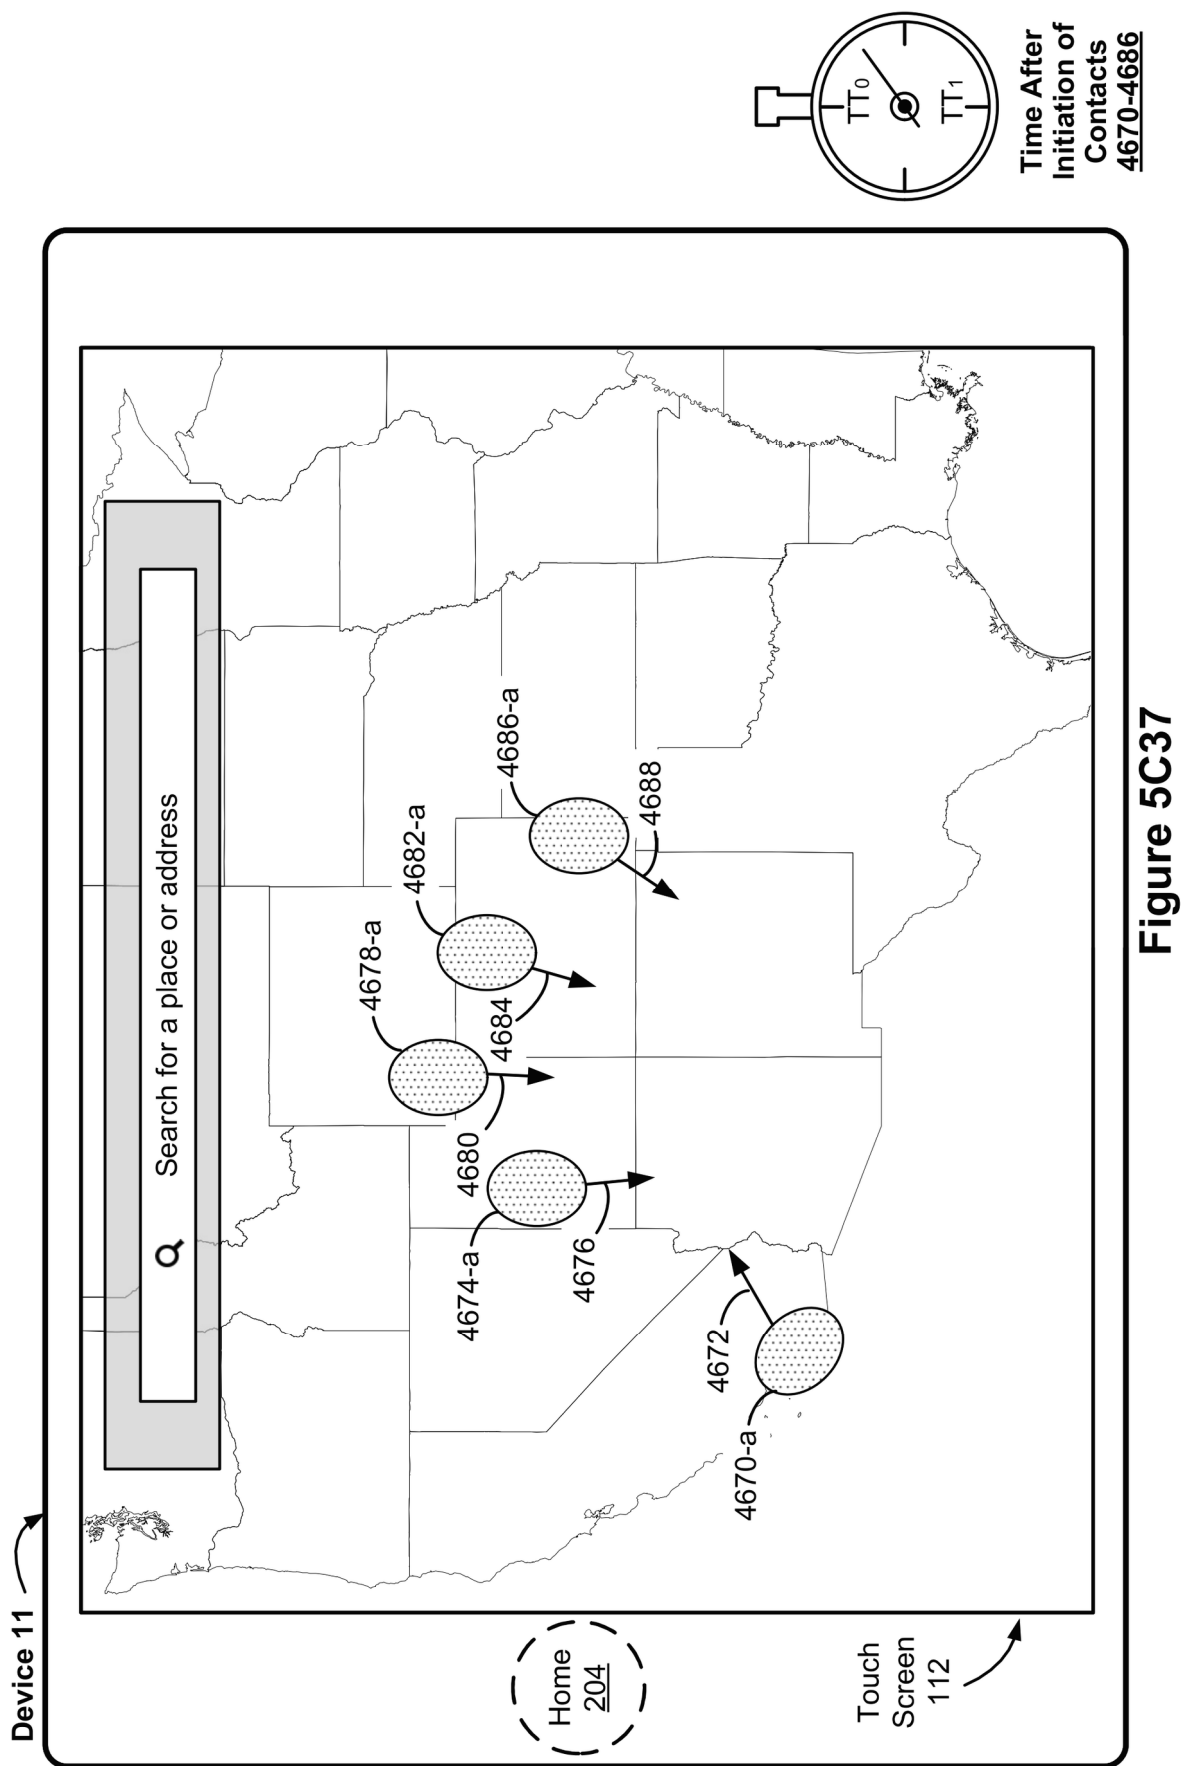 Device 11
Search for a place or address
4678-a
4682-a
4686-a
4674-a
4680
4684
4688
4676
4672
4670-a
Home
204
Touch
Screen
112
TT0
TT1
Time After
Initiation of
Contacts
4670-4686
Figure 5C37